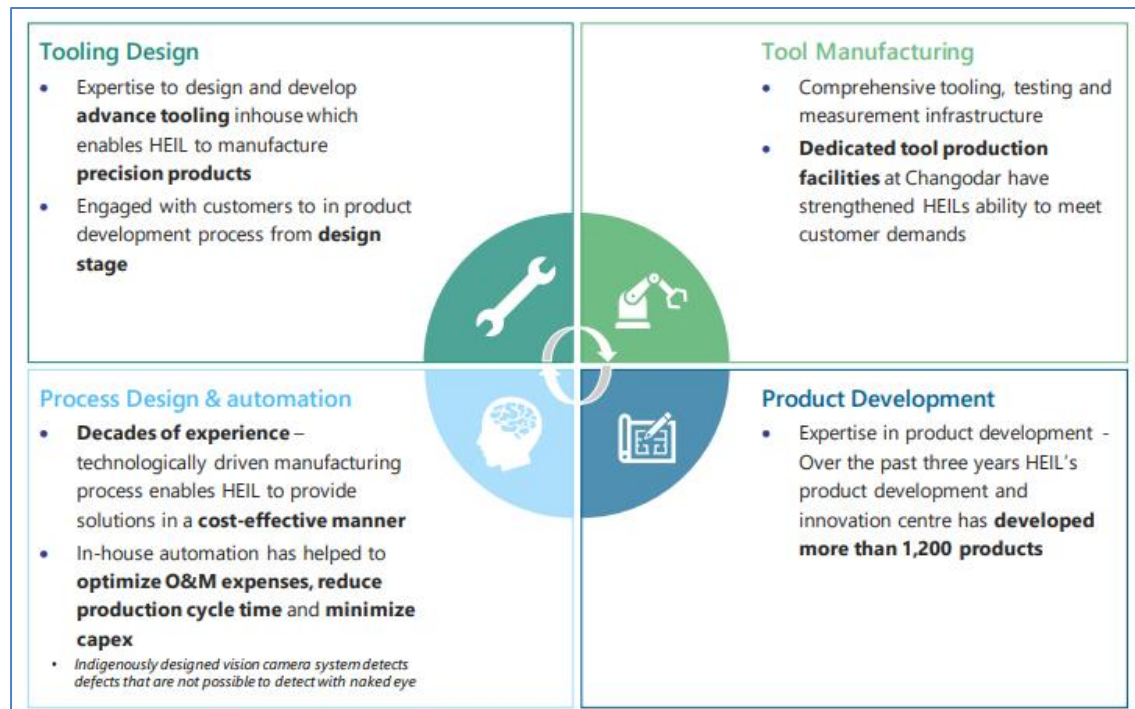 Tooling Design
• Expertise to design and develop
advance tooling inhouse which
enables HEIL to manufacture
precision products
• Engaged with customers to in product
development process from design
stage
Tool Manufacturing
• Comprehensive tooling, testing and
measurement infrastructure
• Dedicated tool production
facilities at Changodar have
strengthened HEILs ability to meet
customer demands
Process Design & automation
• Decades of experience –
technologically driven manufacturing
process enables HEIL to provide
solutions in a cost-effective manner
• In-house automation has helped to
optimize O&M expenses, reduce
production cycle time and minimize
capex
• Indigenously designed vision camera system detects
defects that are not possible to detect with naked eye
Product Development
• Expertise in product development -
Over the past three years HEIL's
product development and
innovation centre has developed
more than 1,200 products